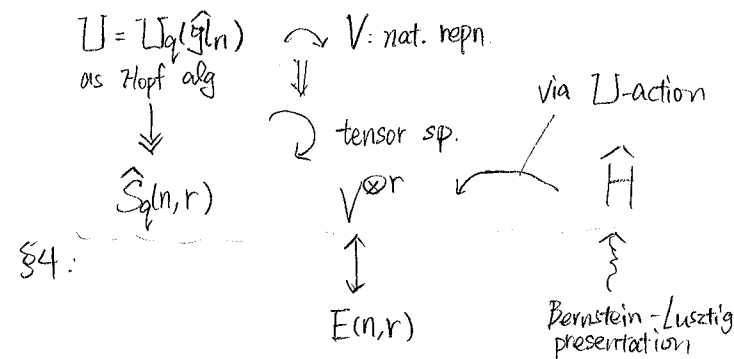 U = U_q(ĝl_n) ↷ V: nat. repn.
as Hopf alg
via U-action
tensor sp.
Ŝ_q(n,r) V^{⊗r} Ĥ
§4:
E(n,r) Bernstein-Lusztig
presentation